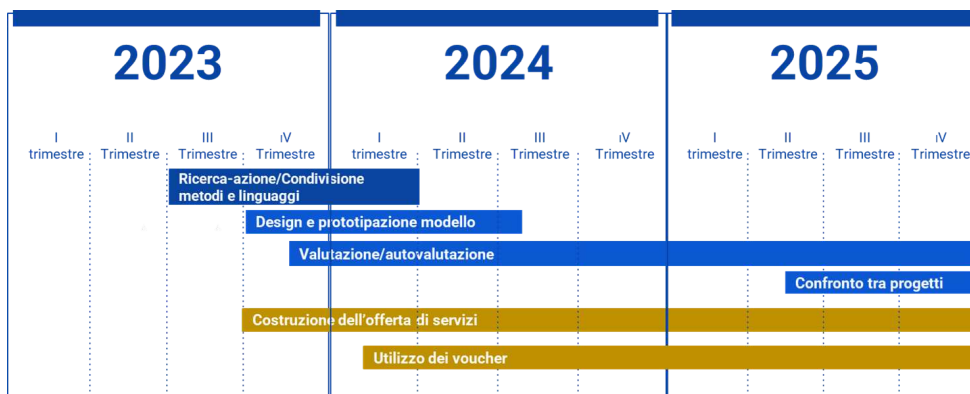 2023
2024
2025
I
trimestre
II
Trimestre
III
Trimestre
IV
Trimestre
I
trimestre
II
Trimestre
III
Trimestre
IV
Trimestre
I
trimestre
II
Trimestre
III
Trimestre
IV
Trimestre
Ricerca-azione/Condivisione
metodi e linguaggi
Design e prototipazione modello
Valutazione/autovalutazione
Confronto tra progetti
Costruzione dell'offerta di servizi
Utilizzo dei voucher